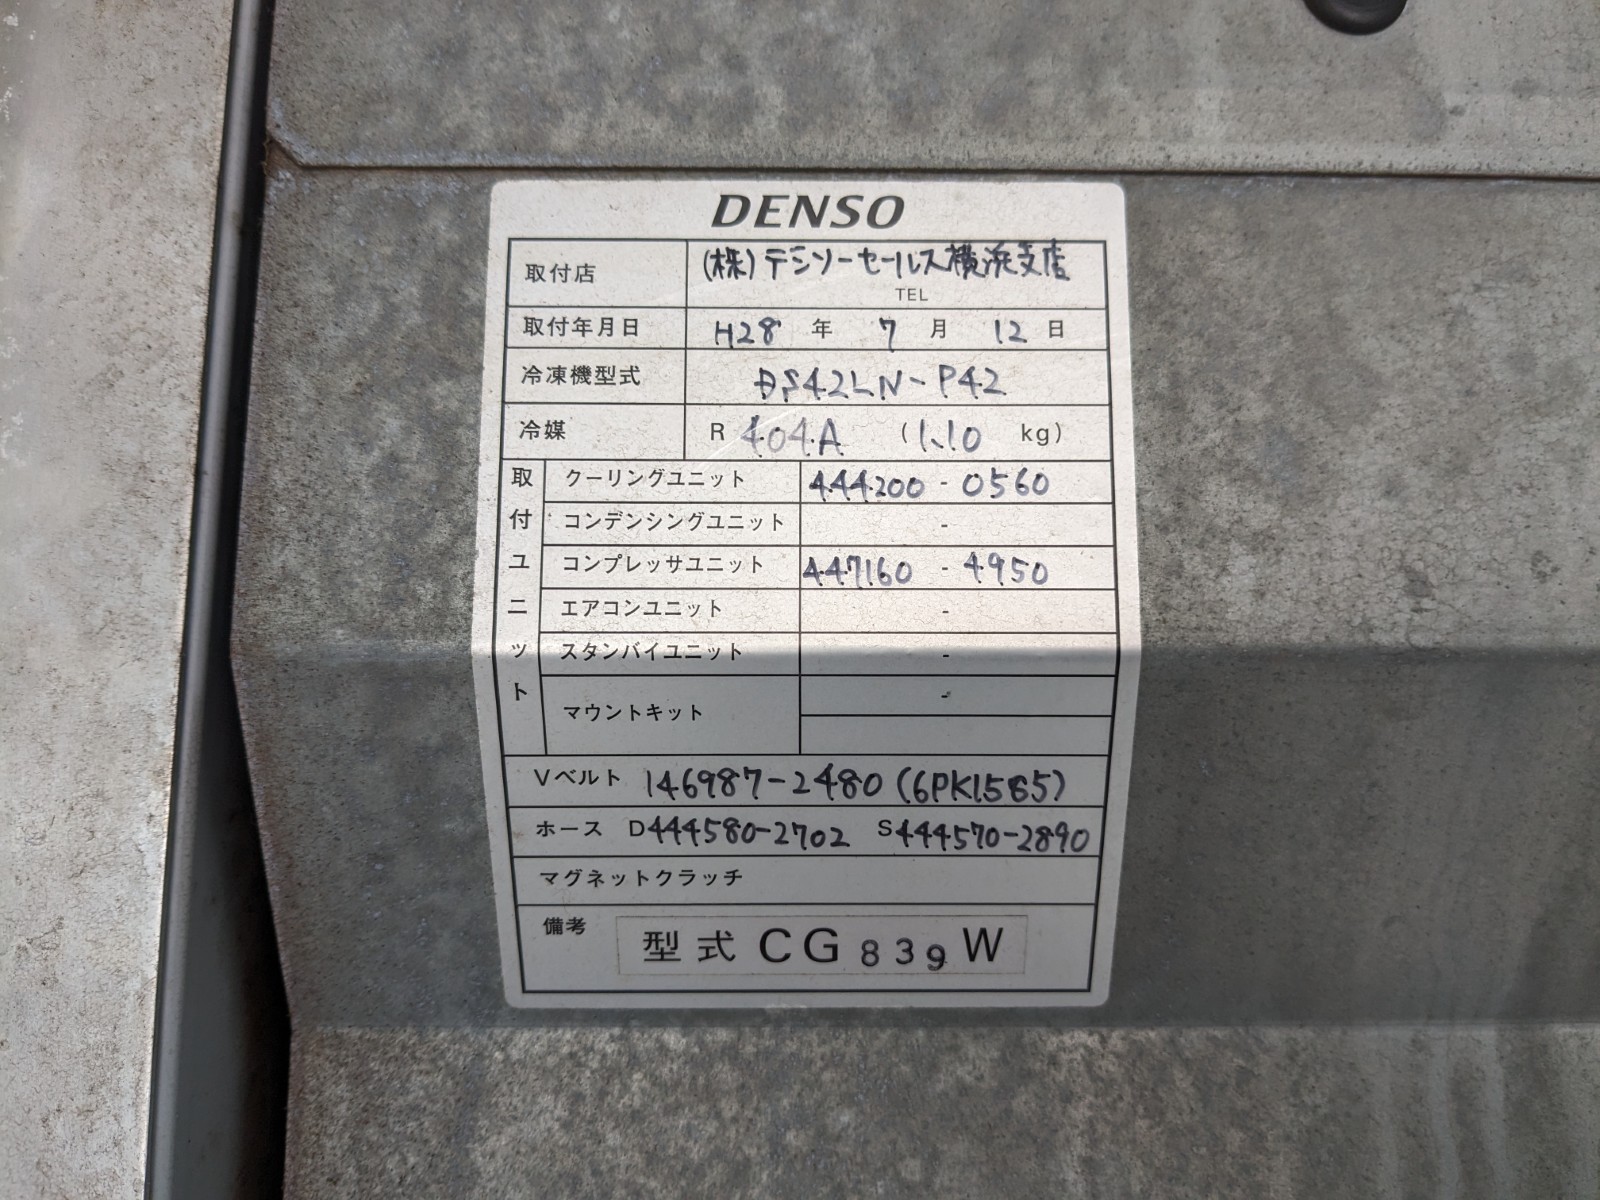 DENSO
取付店 (株)デンソーセールス横浜支店
TEL
取付年月日 H28 年 7 月 12 日
冷凍機型式 DS42LN-P42
冷媒 R 404A (1.10 kg)
取付ユニット
クーリングユニット 444200 - 0560
コンデンシングユニット -
コンプレッサユニット 447160 - 4950
エアコンユニット -
スタンバイユニット -
マウントキット -
Vベルト 146987-2480 (6PK1585)
ホース D444580-2702 S444570-2890
マグネットクラッチ
備考 型式 CG839W